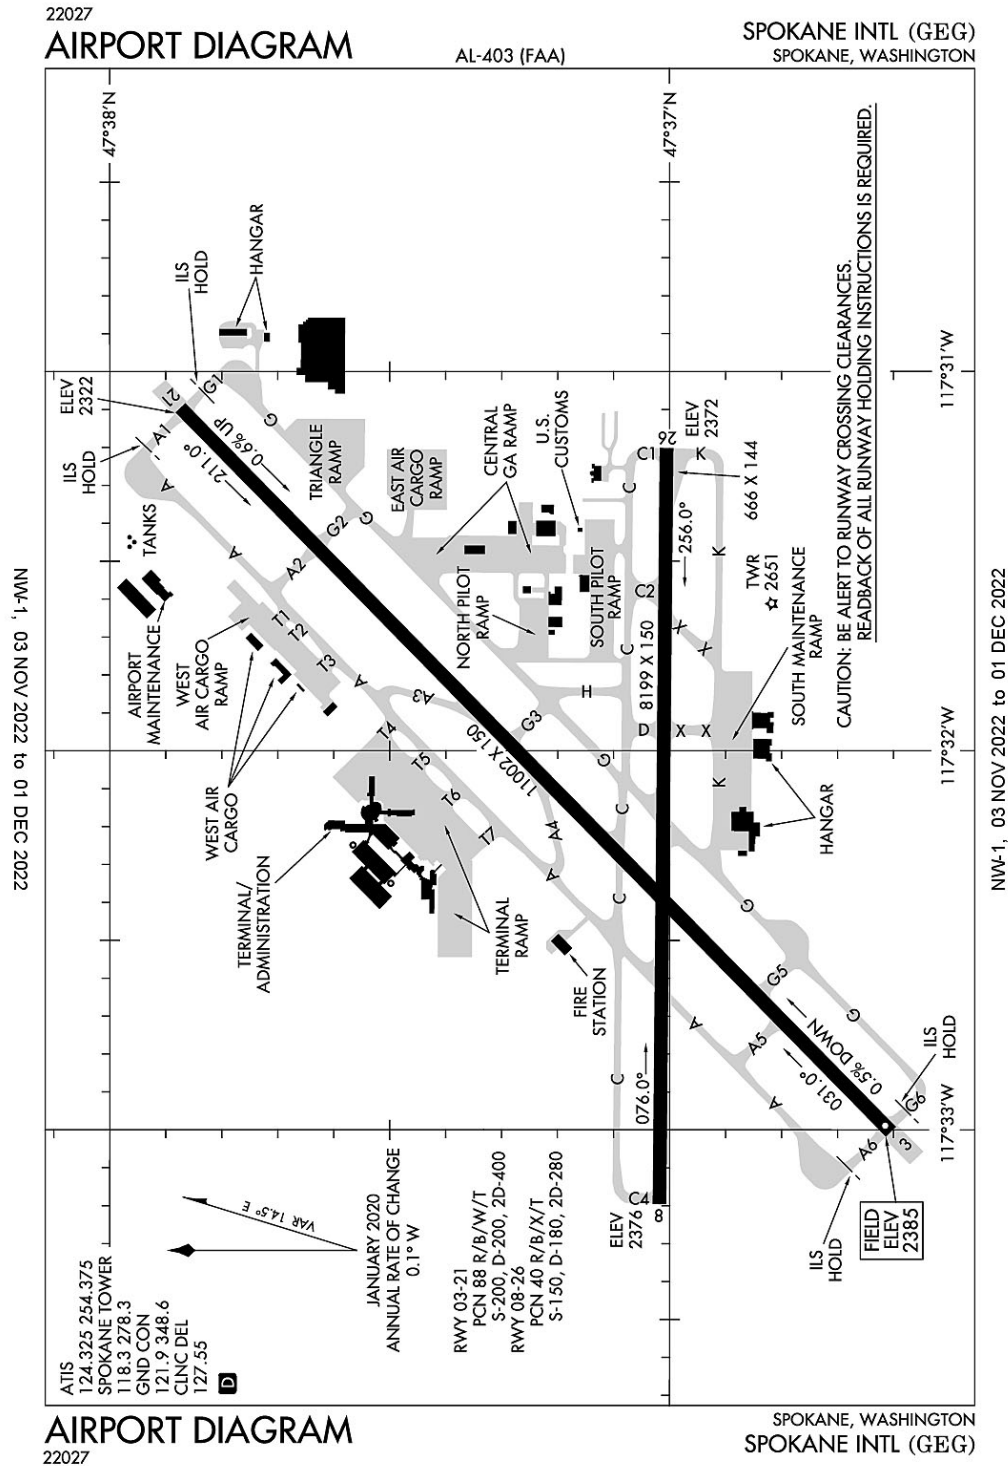 22027
AIRPORT DIAGRAM
AL-403 (FAA)
SPOKANE INTL (GEG)
SPOKANE, WASHINGTON
47°38'N
47°37'N
CAUTION: BE ALERT TO RUNWAY CROSSING CLEARANCES.
READBACK OF ALL RUNWAY HOLDING INSTRUCTIONS IS REQUIRED.
ILS
HOLD
HANGAR
117°31'W
ELEV
2322
21
G1
ILS
HOLD
A1
G
0.6% UP
211.0°
A
TRIANGLE
RAMP
EAST AIR
CARGO
RAMP
CENTRAL
GA RAMP
U.S.
CUSTOMS
26
ELEV
2372
C1
K
C
666 X 144
TANKS
A
A2
G2
G
256.0°
K
TWR
2651
AIRPORT
MAINTENANCE
WEST
AIR CARGO
RAMP
T1
T2
T3
A
NORTH PILOT
RAMP
SOUTH PILOT
RAMP
C2
C
8199 X 150
X
X
SOUTH MAINTENANCE
RAMP
A3
H
G3
D
X
X
117°32'W
T4
T5
T6
T7
11002 X 150
G
C
K
HANGAR
WEST AIR
CARGO
A4
A
C
G
TERMINAL/
ADMINISTRATION
TERMINAL
RAMP
FIRE
STATION
G5
G
A
A5
A
C
076.0°
0.5% DOWN
031.0°
ILS
HOLD
G6
A6
3
117°33'W
C4
8
ELEV
2376
ILS
HOLD
FIELD
ELEV
2385
VAR 14.5° E
JANUARY 2020
ANNUAL RATE OF CHANGE
0.1° W
RWY 03-21
PCN 88 R/B/W/T
S-200, D-200, 2D-400
RWY 08-26
PCN 40 R/B/X/T
S-150, D-180, 2D-280
ATIS
124.325 254.375
SPOKANE TOWER
118.3 278.3
GND CON
121.9 348.6
CLNC DEL
127.55
D
NW-1, 03 NOV 2022 to 01 DEC 2022
NW-1, 03 NOV 2022 to 01 DEC 2022
AIRPORT DIAGRAM
22027
SPOKANE, WASHINGTON
SPOKANE INTL (GEG)